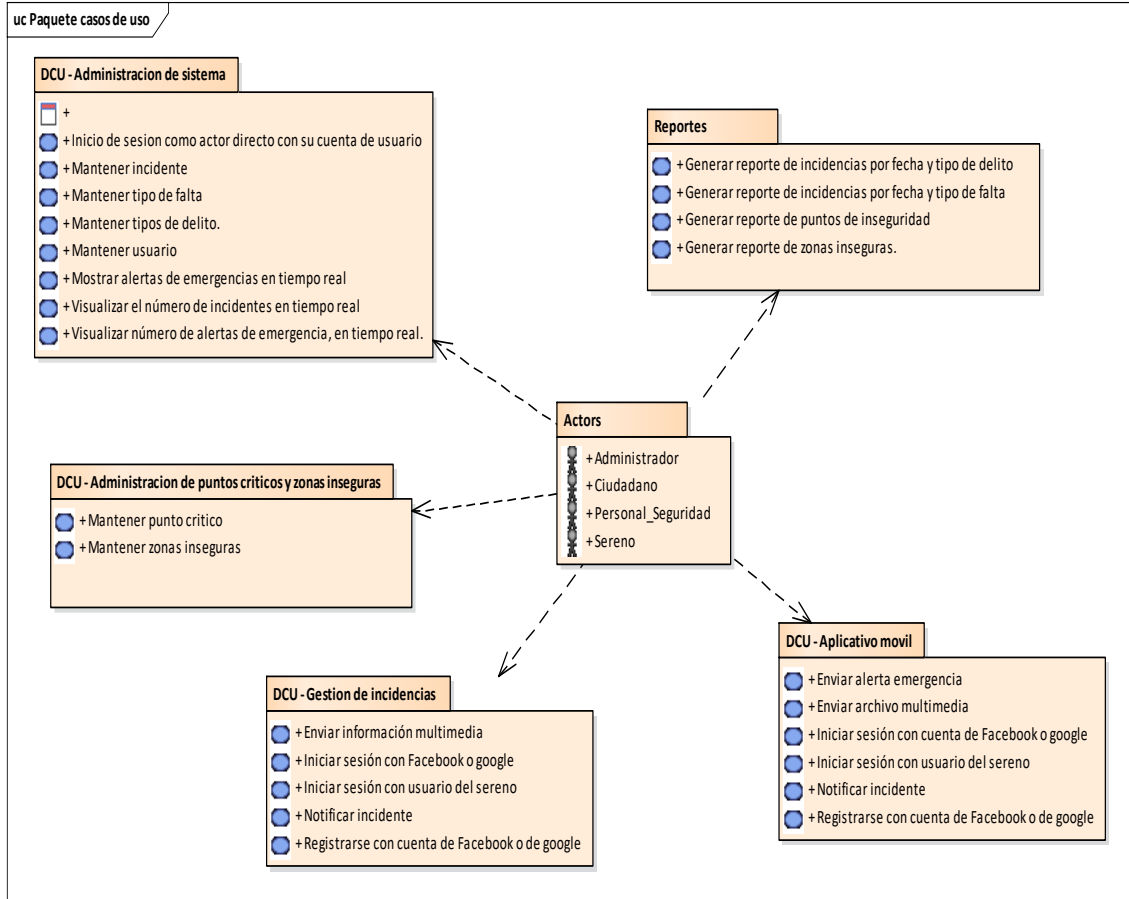 uc Paquete casos de uso
DCU - Administracion de sistema
+
+Inicio de sesion como actor directo con su cuenta de usuario
+Mantener incidente
+Mantener tipo de falta
+Mantener tipos de delito.
+Mantener usuario
+Mostrar alertas de emergencias en tiempo real
+Visualizar el número de incidentes en tiempo real
+Visualizar número de alertas de emergencia, en tiempo real.
Reportes
+Generar reporte de incidencias por fecha y tipo de delito
+Generar reporte de incidencias por fecha y tipo de falta
+Generar reporte de puntos de inseguridad
+Generar reporte de zonas inseguras.
Actors
+Administrador
+Ciudadano
+Personal_Seguridad
+Sereno
DCU - Administracion de puntos criticos y zonas inseguras
+Mantener punto critico
+Mantener zonas inseguras
DCU - Gestion de incidencias
+Enviar información multimedia
+Iniciar sesión con Facebook o google
+Iniciar sesión con usuario del sereno
+Notificar incidente
+Registrarse con cuenta de Facebook o de google
DCU - Aplicativo movil
+Enviar alerta emergencia
+Enviar archivo multimedia
+Iniciar sesión con cuenta de Facebook o google
+Iniciar sesión con usuario del sereno
+Notificar incidente
+Registrarse con cuenta de Facebook o de google